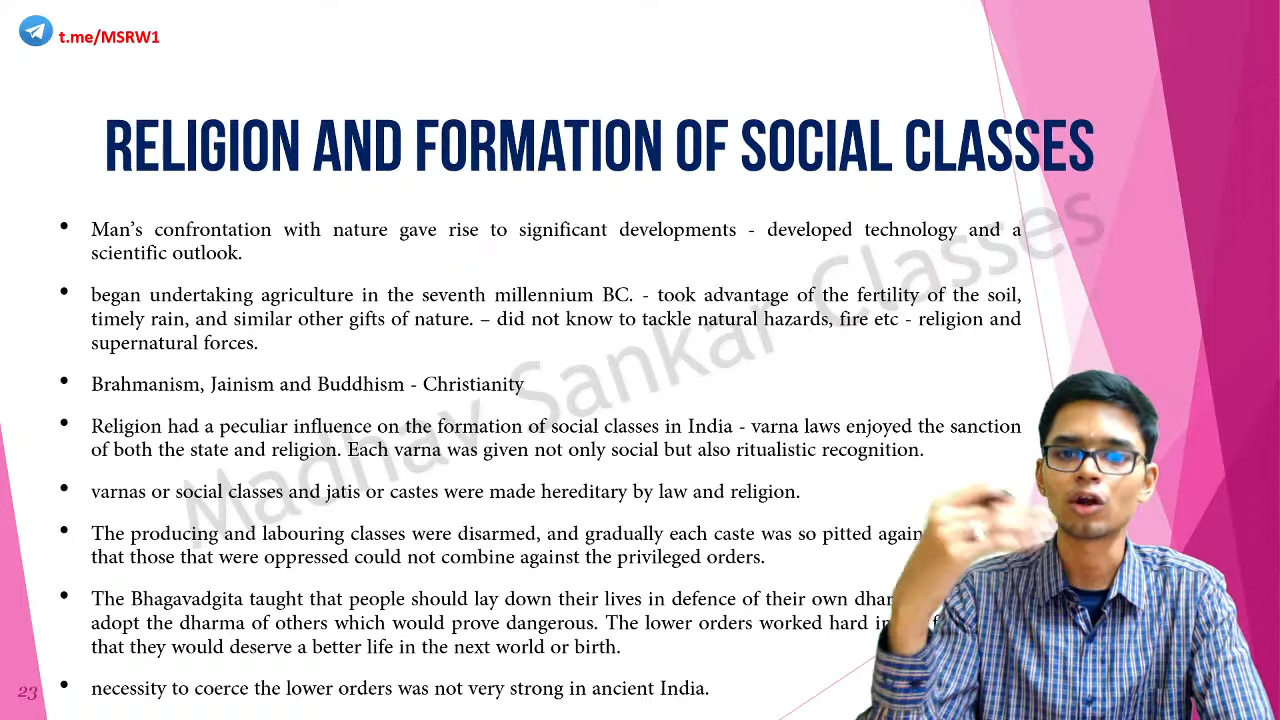 t.me/MSRW1
RELIGION AND FORMATION OF SOCIAL CLASSES
• Man's confrontation with nature gave rise to significant developments - developed technology and a
scientific outlook.
• began undertaking agriculture in the seventh millennium BC. - took advantage of the fertility of the soil,
timely rain, and similar other gifts of nature. – did not know to tackle natural hazards, fire etc - religion and
supernatural forces.
• Brahmanism, Jainism and Buddhism - Christianity
• Religion had a peculiar influence on the formation of social classes in India - varna laws enjoyed the sanction
of both the state and religion. Each varna was given not only social but also ritualistic recognition.
• varnas or social classes and jatis or castes were made hereditary by law and religion.
• The producing and labouring classes were disarmed, and gradually each caste was so pitted
that those that were oppressed could not combine against the privileged orders.
• The Bhagavadgita taught that people should lay down their lives in defence of their own
adopt the dharma of others which would prove dangerous. The lower orders worked hard
that they would deserve a better life in the next world or birth.
• necessity to coerce the lower orders was not very strong in ancient India.
Madhav Sankar Classes
23